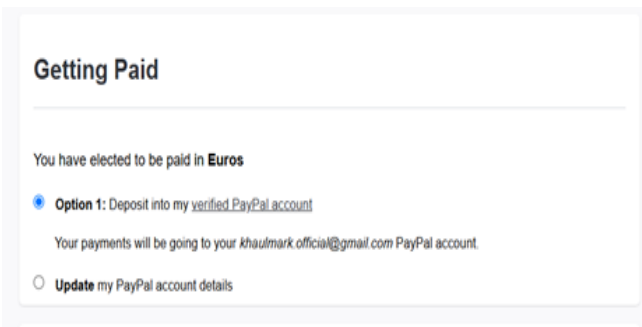 Getting Paid
You have elected to be paid in Euros
Option 1: Deposit into my verified PayPal account
Your payments will be going to your khaulmark.official@gmail.com PayPal account.
Update my PayPal account details